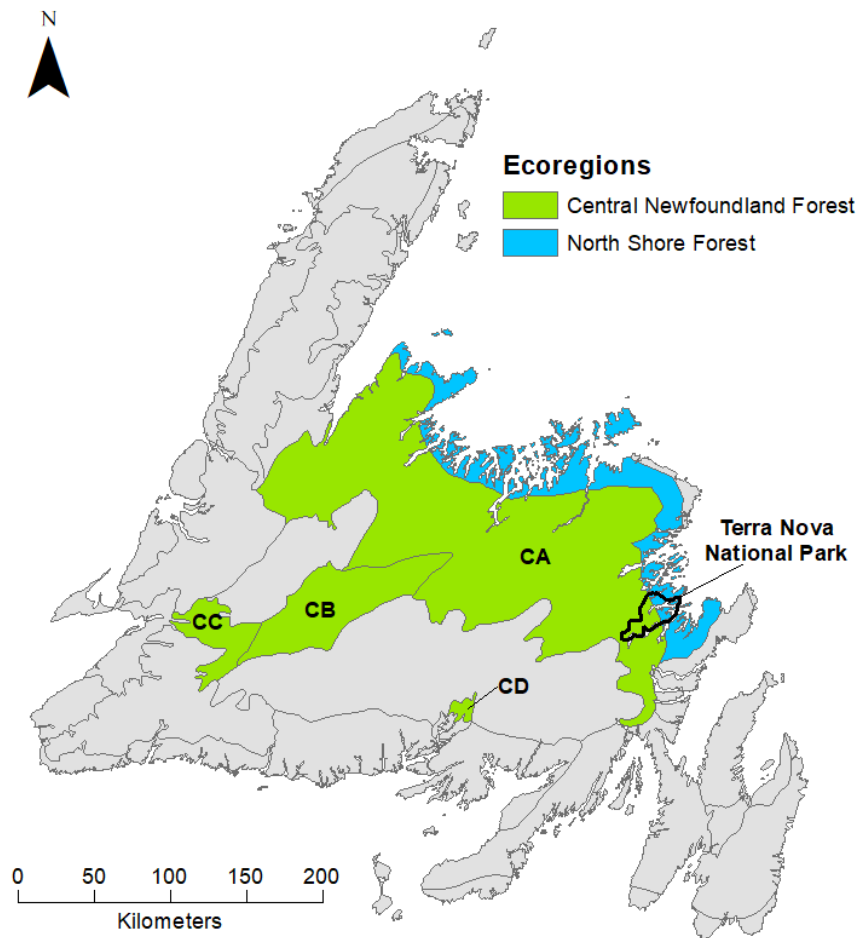 N
Ecoregions
Central Newfoundland Forest
North Shore Forest
Terra Nova
National Park
CA
CB
CC
CD
0 50 100 150 200
Kilometers